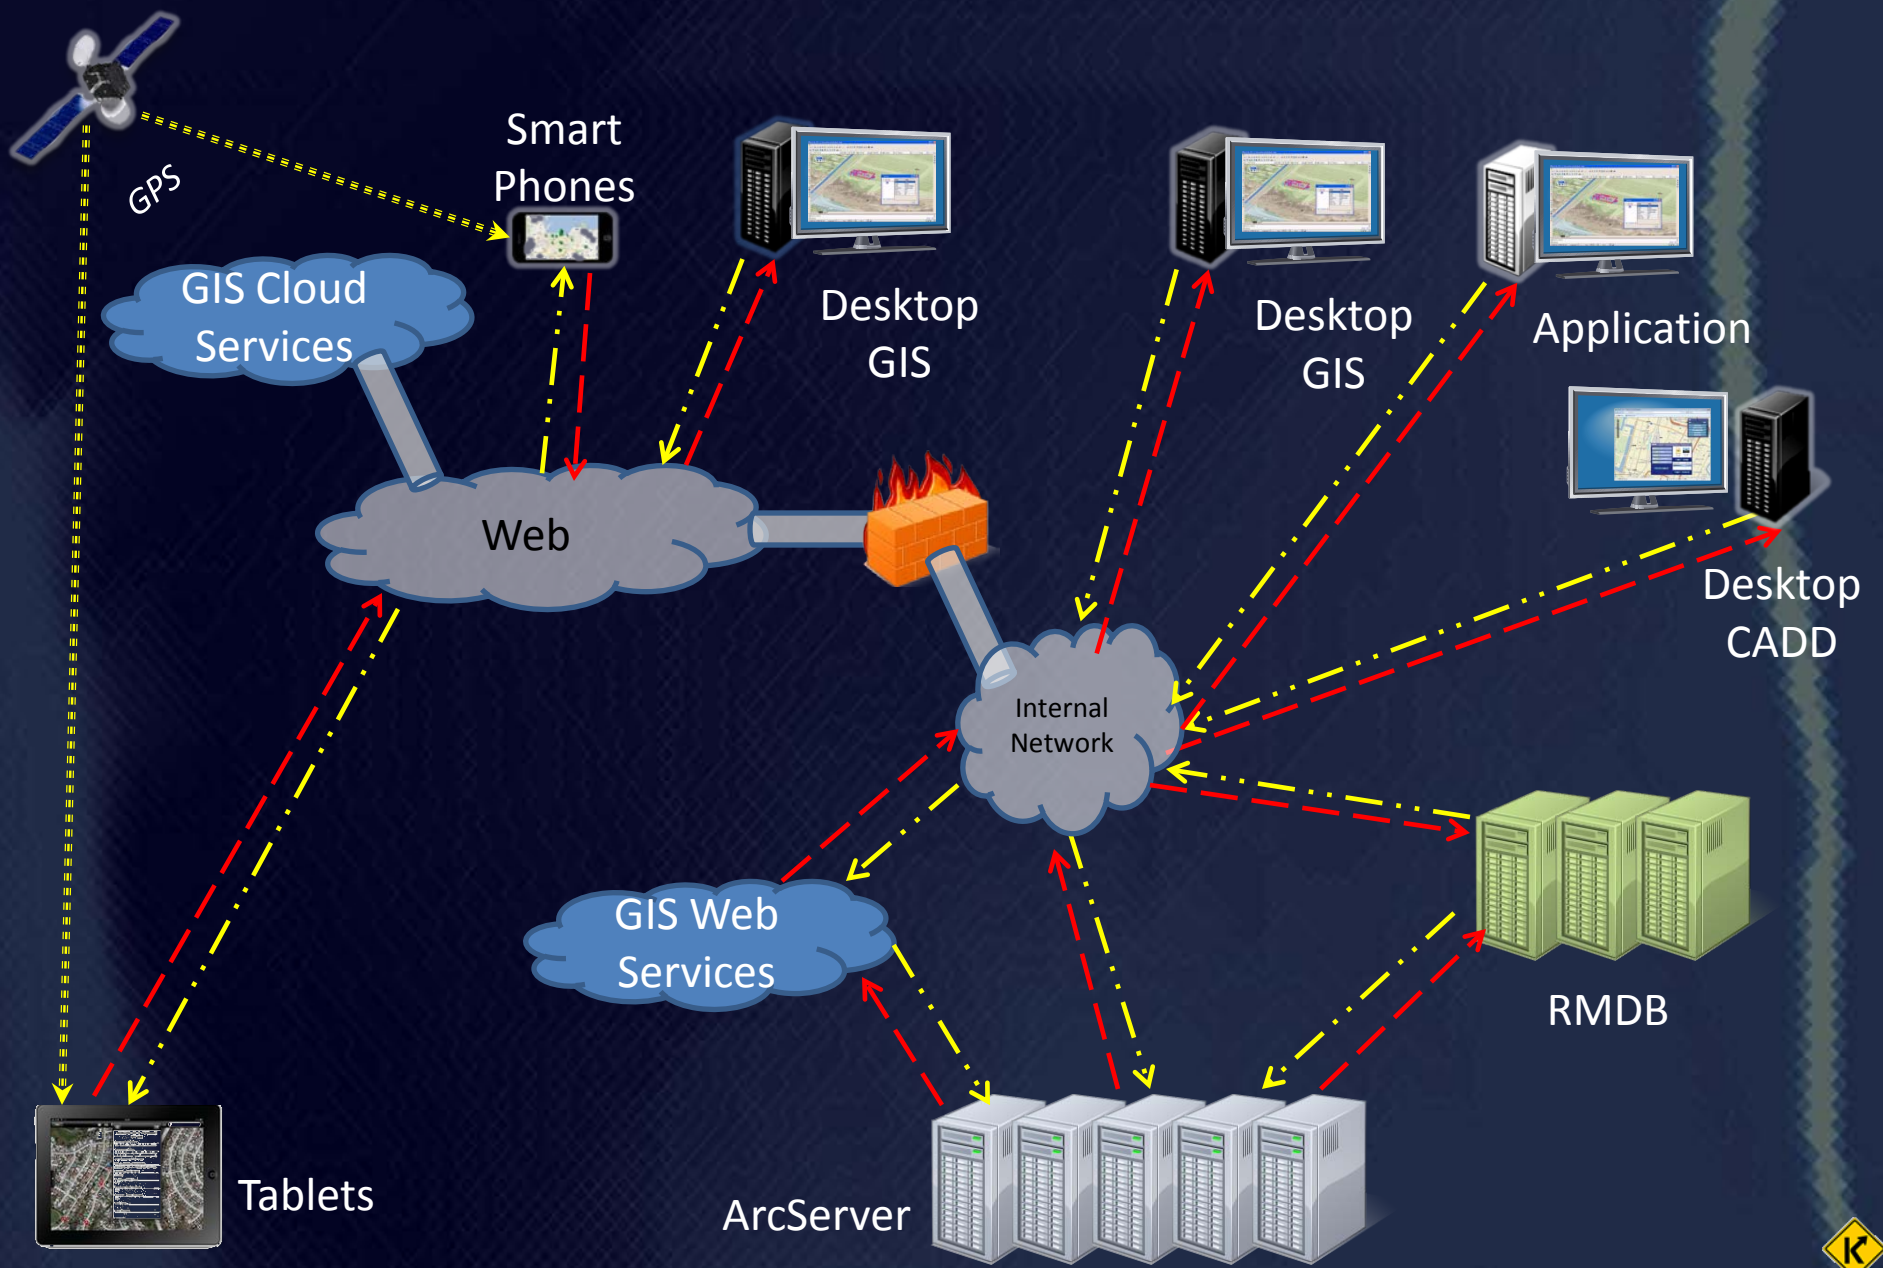 GPS
Smart
Phones
GIS Cloud
Services
Desktop
GIS
Desktop
GIS
Application
Web
Desktop
CADD
Internal
Network
GIS Web
Services
RMDB
Tablets
ArcServer
K